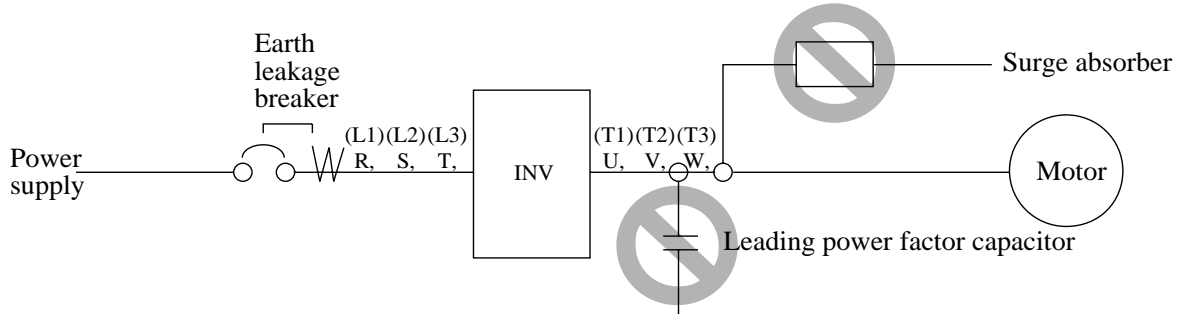 Earth
leakage
breaker
Surge absorber
(L1) (L2) (L3)
R, S, T,
(T1) (T2) (T3)
U, V, W,
Power
supply
INV
Motor
Leading power factor capacitor